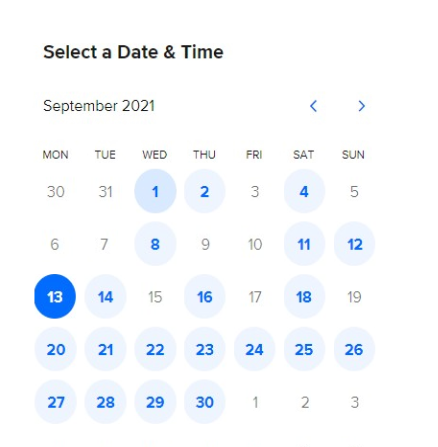 Select a Date & Time
September 2021
MON TUE WED THU FRI SAT SUN
30 31 1 2 3 4 5
6 7 8 9 10 11 12
13 14 15 16 17 18 19
20 21 22 23 24 25 26
27 28 29 30 1 2 3